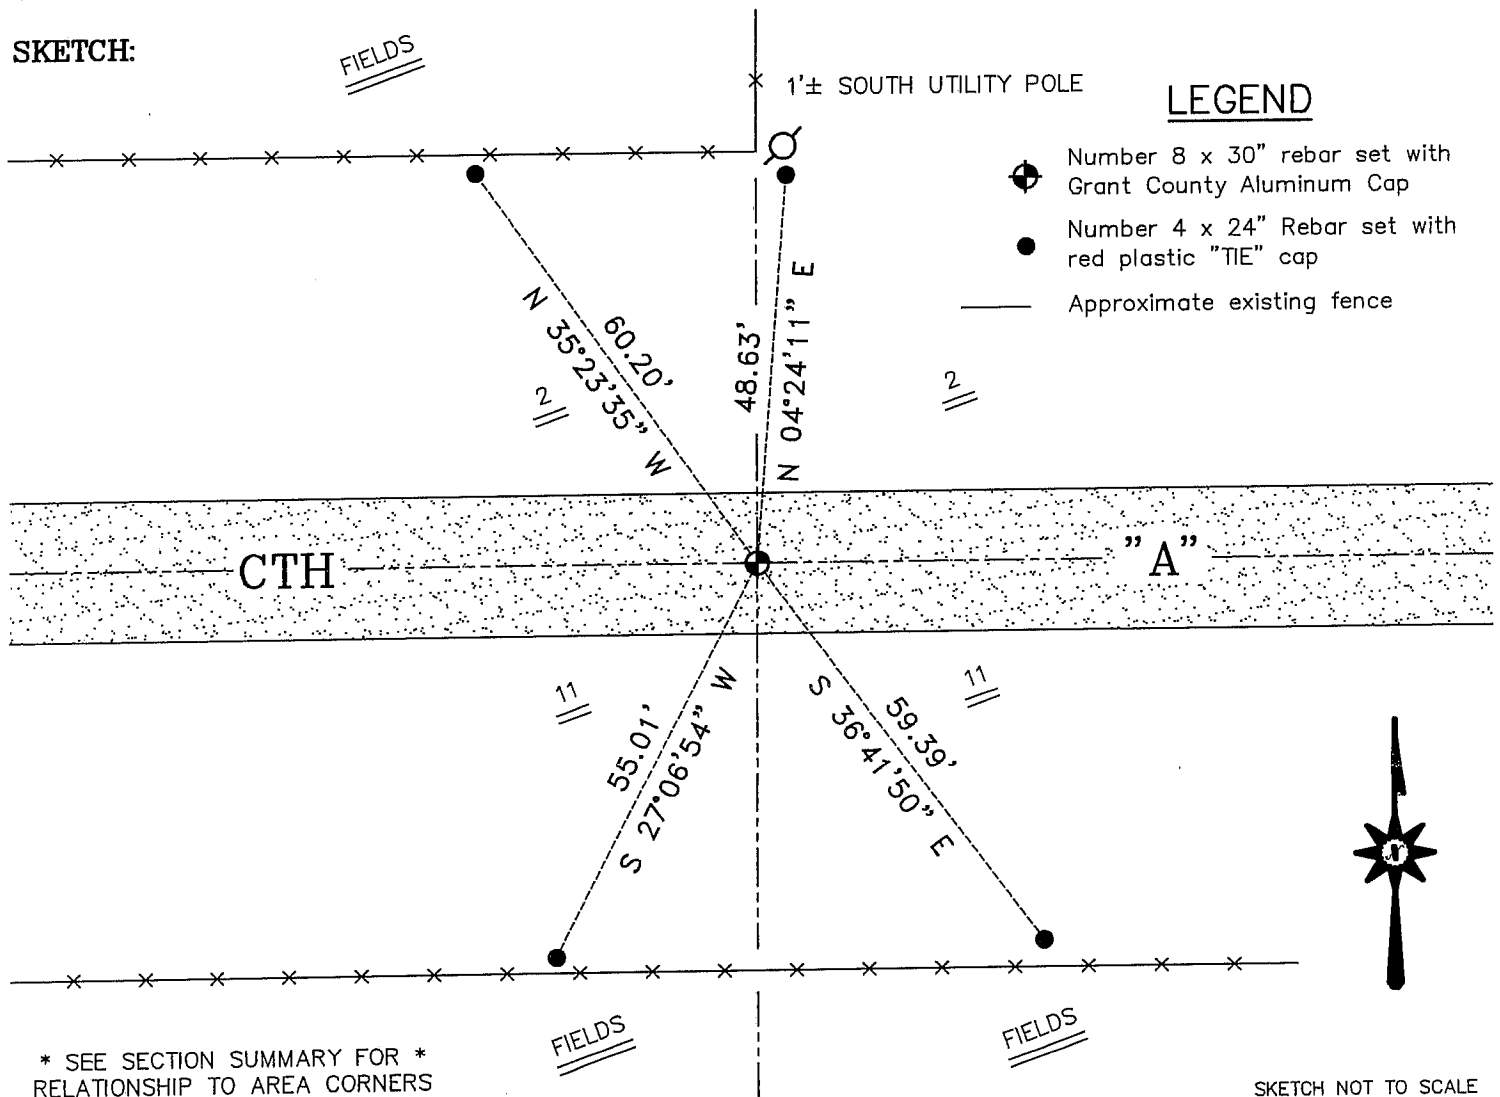 SKETCH:
FIELDS
1'± SOUTH UTILITY POLE
LEGEND
Number 8 x 30" rebar set with
Grant County Aluminum Cap
Number 4 x 24" Rebar set with
red plastic "TIE" cap
Approximate existing fence
60.20'
N 35°23'35" W
48.63'
N 04°24'11" E
2
2
CTH "A"
11
11
55.01'
S 27°06'54" W
59.39'
S 36°41'50" E
N
FIELDS
FIELDS
* SEE SECTION SUMMARY FOR *
RELATIONSHIP TO AREA CORNERS
SKETCH NOT TO SCALE